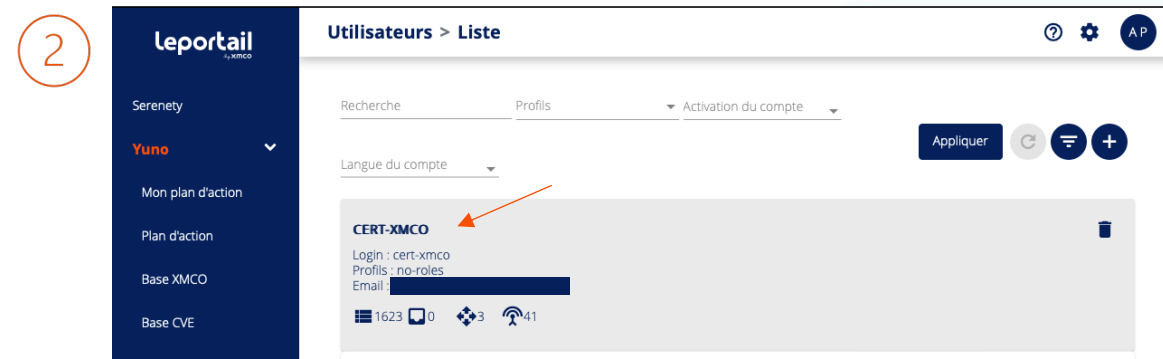 2
leportail
by xmco
Utilisateurs > Liste
AP
Serenety
Yuno
Mon plan d'action
Plan d'action
Base XMCO
Base CVE
Recherche
Profils
Activation du compte
Appliquer
Langue du compte
CERT-XMCO
Login : cert-xmco
Profils : no-roles
Email :
1623 0 3 41